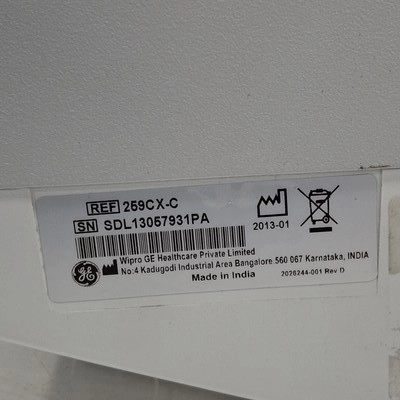 REF 259CX-C
SN SDL13057931PA
2013-01
Wipro GE Healthcare Private Limited
No:4 Kadugodi Industrial Area Bangalore 560 067 Karnataka, INDIA
Made in India
2026244-001 Rev D
GE